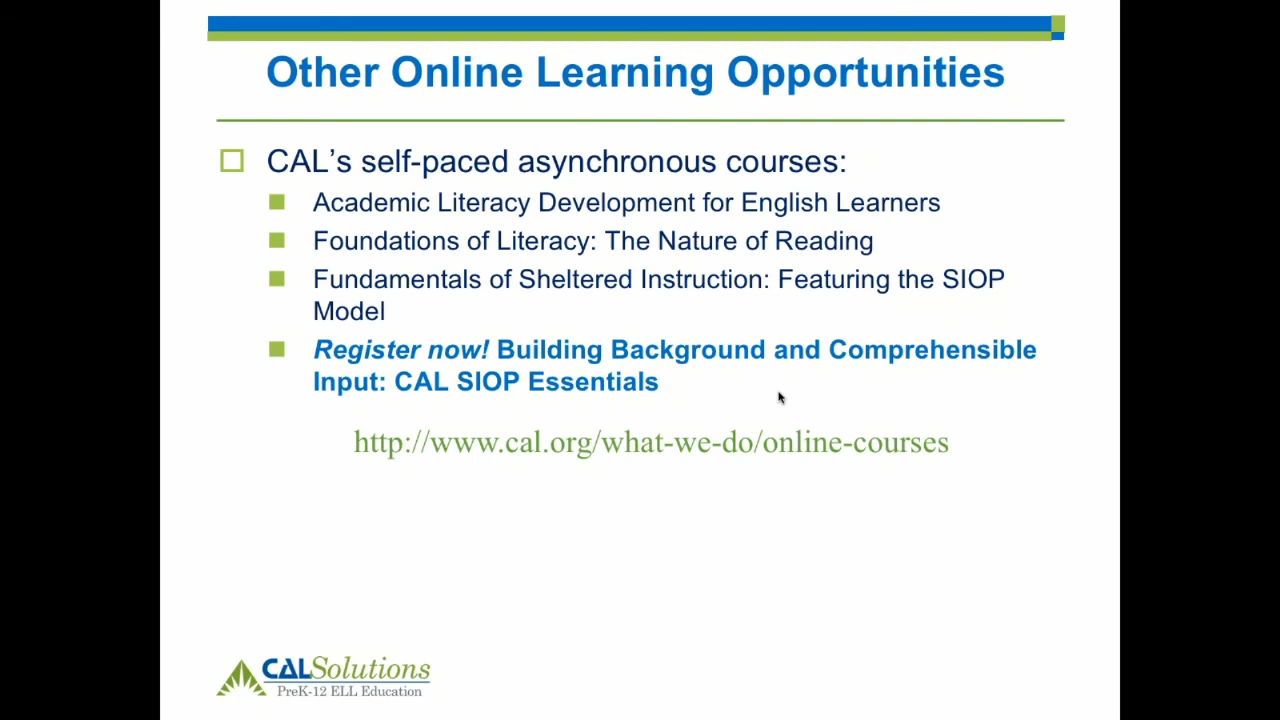 Other Online Learning Opportunities
CAL’s self-paced asynchronous courses:
Academic Literacy Development for English Learners
Foundations of Literacy: The Nature of Reading
Fundamentals of Sheltered Instruction: Featuring the SIOP
Model
Register now! Building Background and Comprehensible
Input: CAL SIOP Essentials
http://www.cal.org/what-we-do/online-courses
CALSolutions
PreK-12 ELL Education